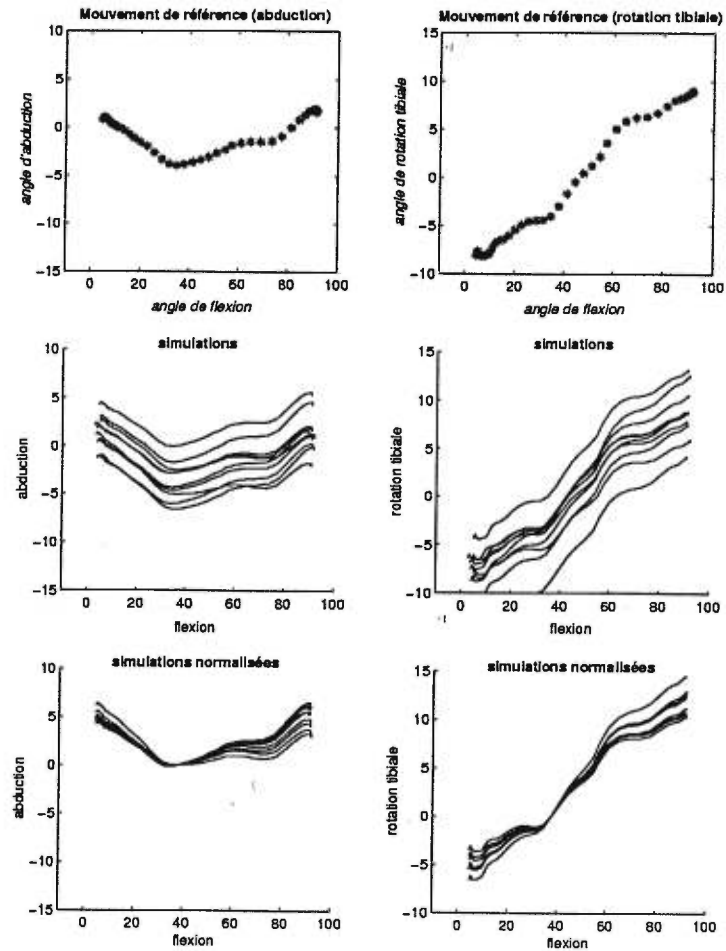 Mouvement de référence (abduction)
10
5
0
−5
−10
−15
angle d'abduction
0 20 40 60 80 100
angle de flexion
Mouvement de référence (rotation tibiale)
15
10
5
0
−5
−10
angle de rotation tibiale
0 20 40 60 80 100
angle de flexion
simulations
10
5
0
−5
−10
−15
abduction
0 20 40 60 80 100
flexion
simulations
15
10
5
0
−5
−10
rotation tibiale
0 20 40 60 80 100
flexion
simulations normalisées
10
5
0
−5
−10
−15
abduction
0 20 40 60 80 100
flexion
simulations normalisées
15
10
5
0
−5
−10
rotation tibiale
0 20 40 60 80 100
flexion